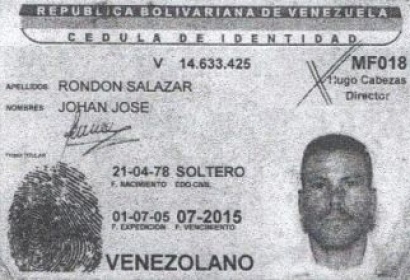 REPÚBLICA BOLIVARIANA DE VENEZUELA
CEDULA DE IDENTIDAD
V 14.633.425
MF018
Hugo Cabezas
Director
APELLIDOS RONDON SALAZAR
NOMBRES JOHAN JOSE
FIRMA TITULAR
21-04-78 SOLTERO
F. NACIMIENTO EDO CIVIL
01-07-05 07-2015
F. EXPEDICION F. VENCIMIENTO
VENEZOLANO